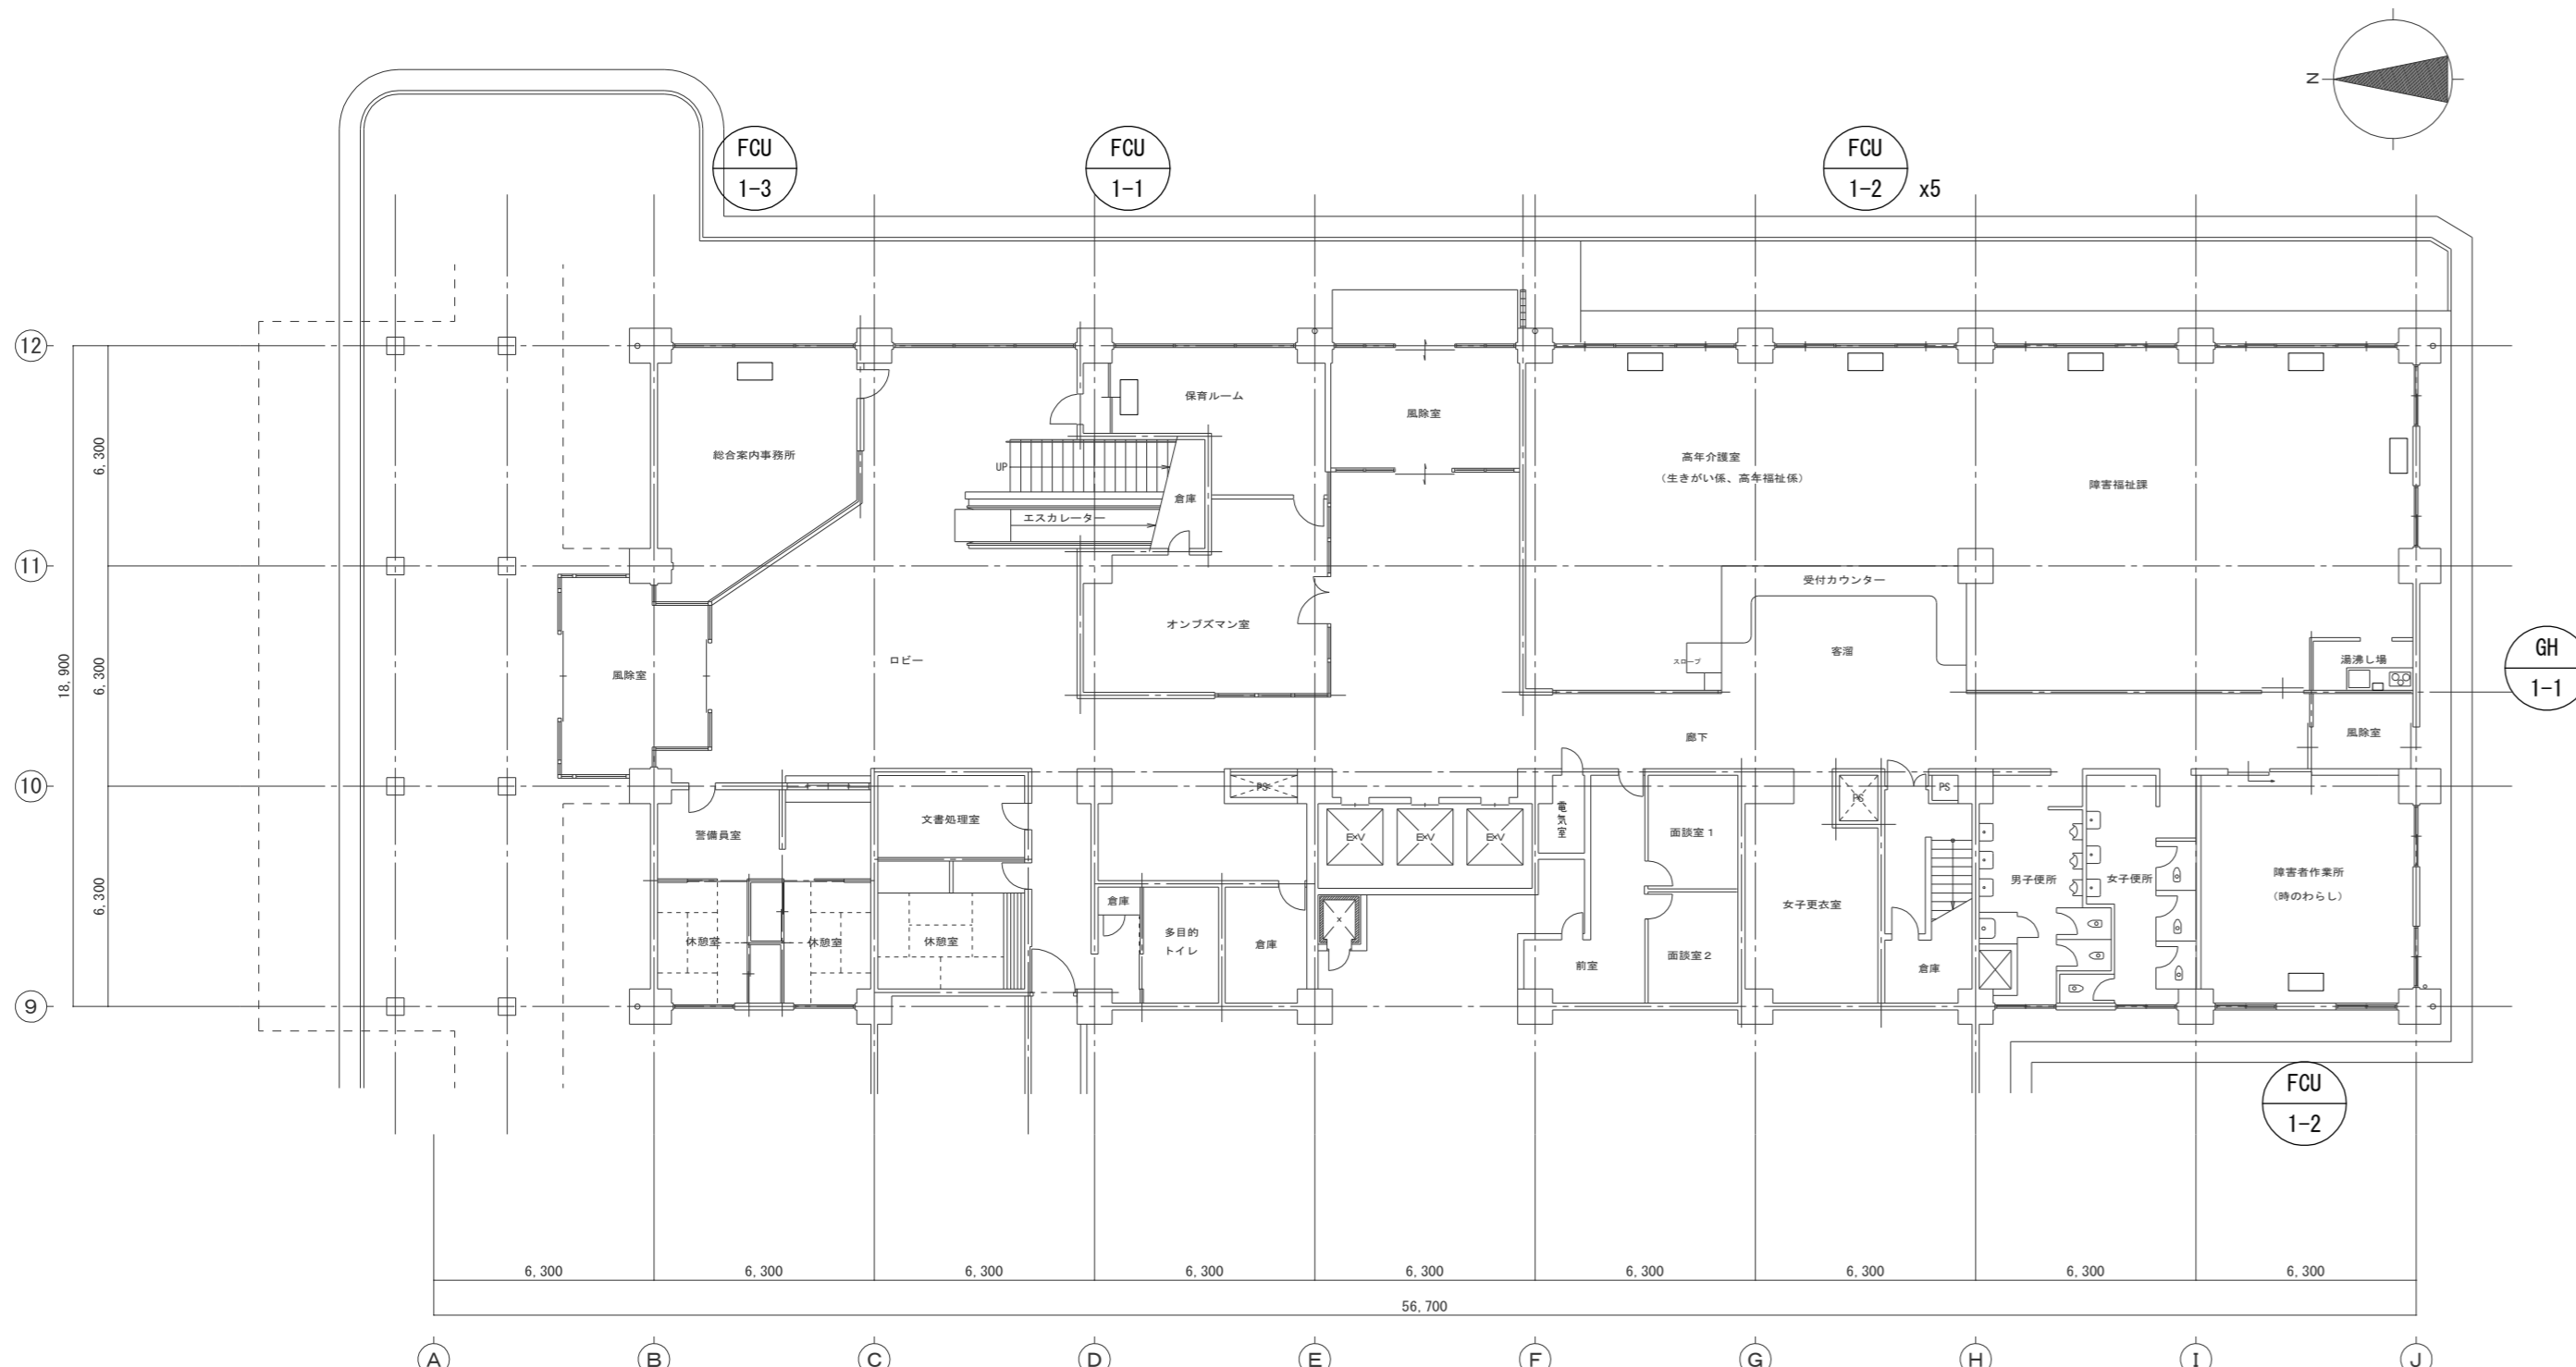 N
FCU
1-3
FCU
1-1
FCU
1-2
x5
12
保育ルーム
風除室
総合案内事務所
UP
高年介護室
(生きがい係、高年福祉係)
障害福祉課
倉庫
エスカレーター
6,300
11
受付カウンター
オンブズマン室
客溜
ロビー
スロープ
湯沸し場
GH
1-1
18,900
6,300
風除室
廊下
風除室
10
PS
PS
PS
文書処理室
警備員室
EV
EV
EV
電気室
面談室1
男子便所
女子便所
障害者作業所
(時のわらし)
6,300
倉庫
女子更衣室
休憩室
休憩室
休憩室
多目的
トイレ
倉庫
前室
面談室2
倉庫
9
FCU
1-2
6,300
6,300
6,300
6,300
6,300
6,300
6,300
6,300
6,300
56,700
A
B
C
D
E
F
G
H
I
J